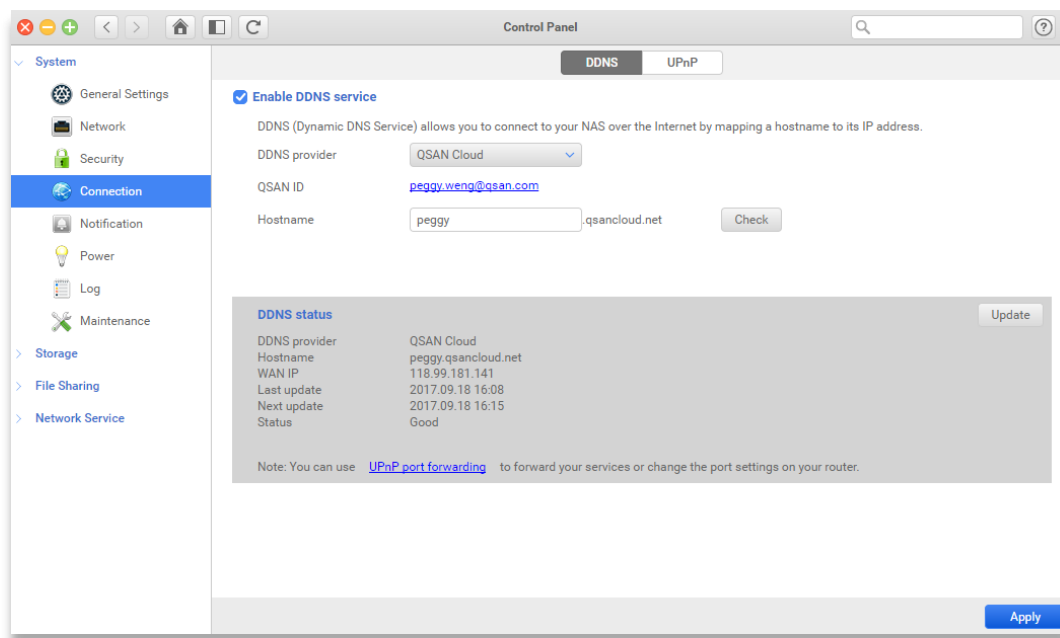 Control Panel
?
System
General Settings
Network
Security
Connection
Notification
Power
Log
Maintenance
Storage
File Sharing
Network Service
DDNS UPnP
Enable DDNS service
DDNS (Dynamic DNS Service) allows you to connect to your NAS over the Internet by mapping a hostname to its IP address.
DDNS provider QSAN Cloud
QSAN ID peggy.weng@qsan.com
Hostname peggy .qsancloud.net Check
DDNS status Update
DDNS provider QSAN Cloud
Hostname peggy.qsancloud.net
WAN IP 118.99.181.141
Last update 2017.09.18 16:08
Next update 2017.09.18 16:15
Status Good
Note: You can use UPnP port forwarding to forward your services or change the port settings on your router.
Apply